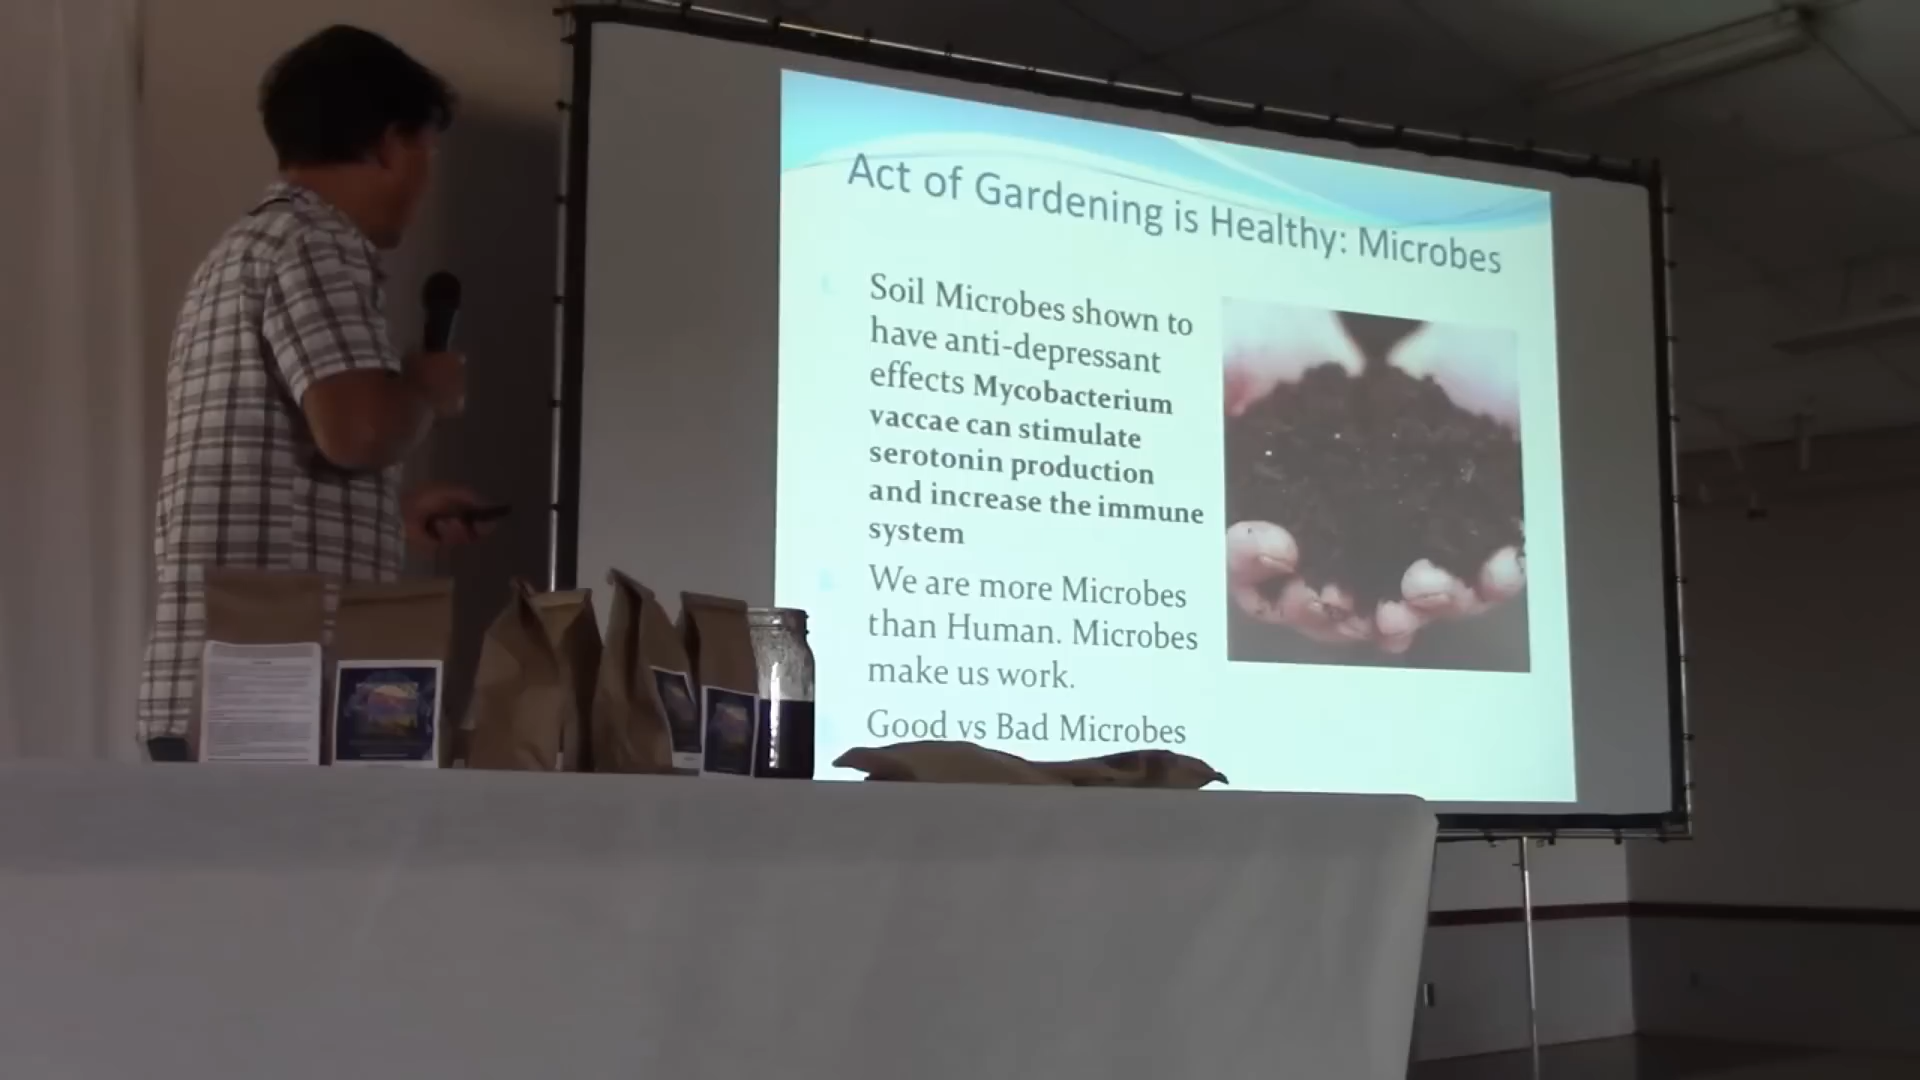 Act of Gardening is Healthy: Microbes
Soil Microbes shown to
have anti-depressant
effects Mycobacterium
vaccae can stimulate
serotonin production
and increase the immune
system
We are more Microbes
than Human. Microbes
make us work.
Good vs Bad Microbes